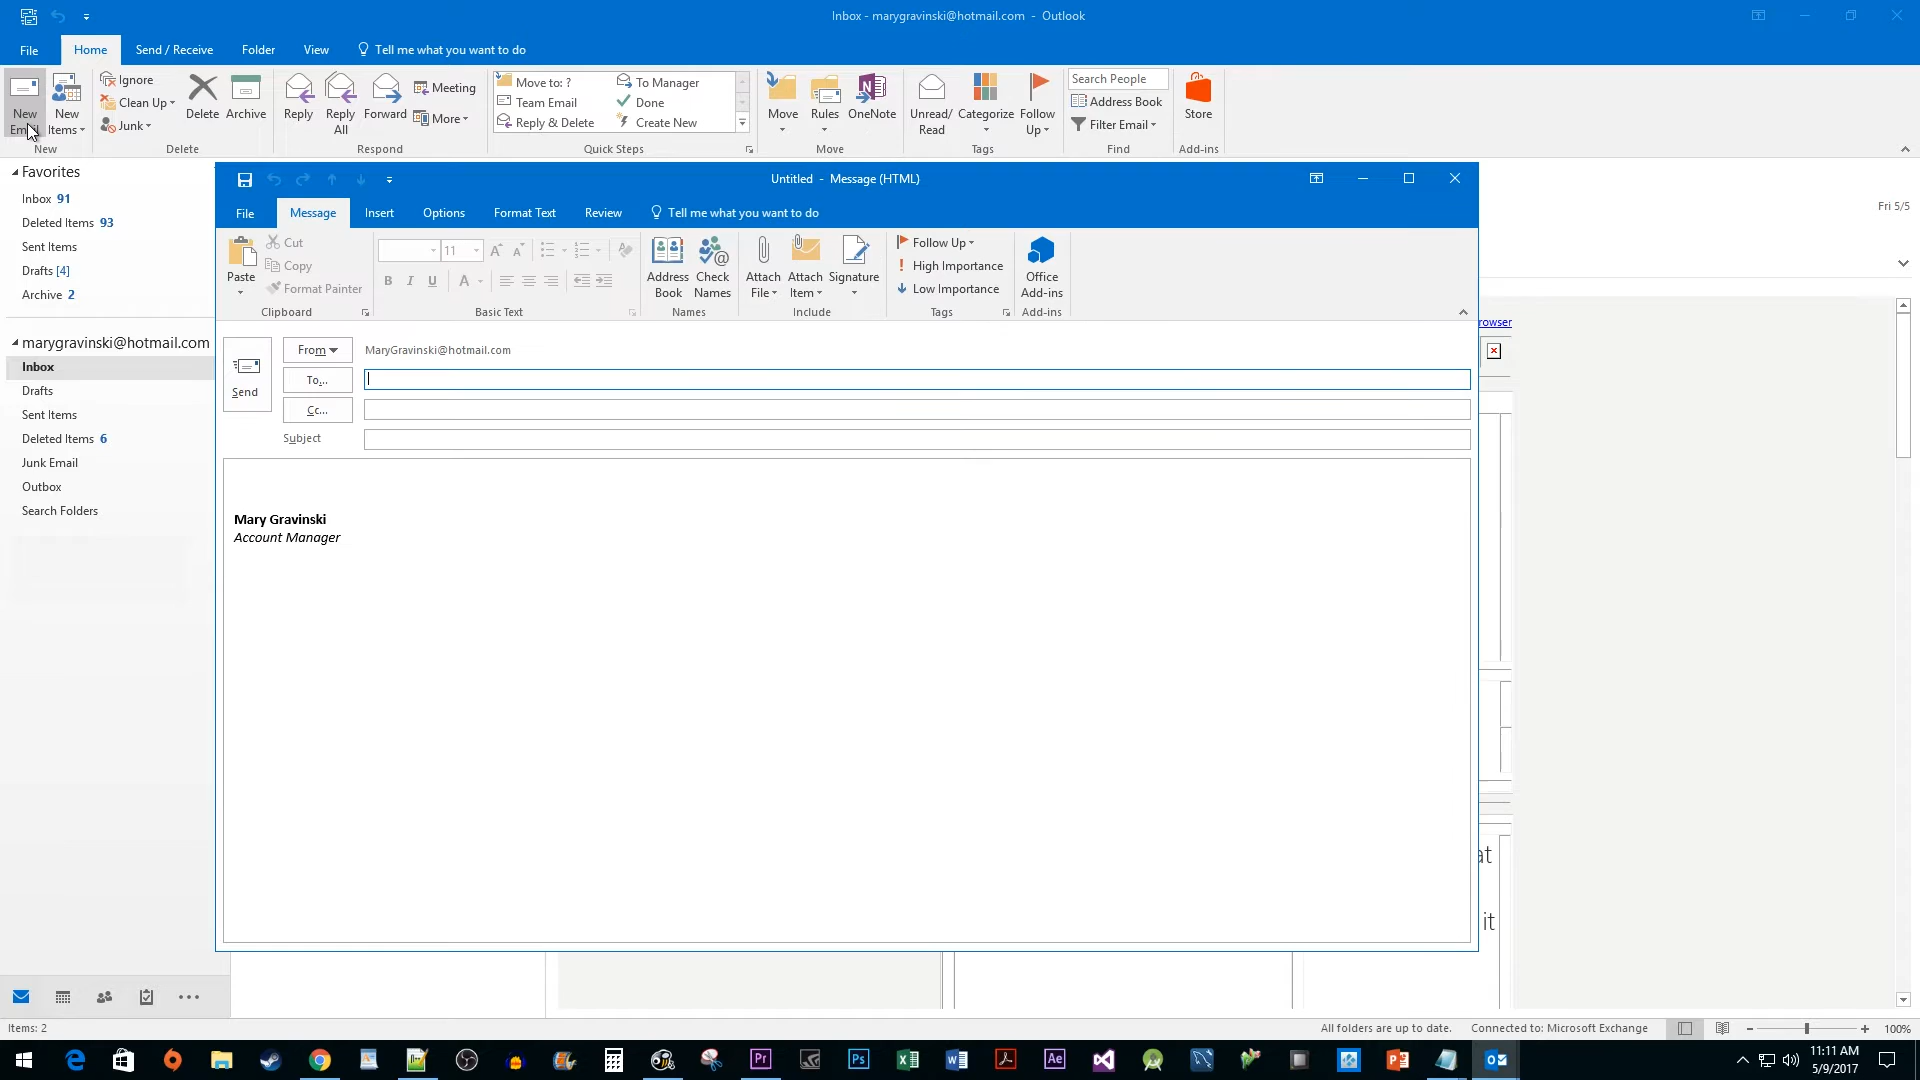 Inbox - marygravinski@hotmail.com - Outlook
File Home Send / Receive Folder View Tell me what you want to do
New Email
New Items
Ignore
Clean Up
Junk
Delete
Archive
Reply
Reply All
Forward
Meeting
More
Move to: ?
Team Email
Reply & Delete
To Manager
Done
Create New
Move
Rules
OneNote
Unread/ Read
Categorize
Follow Up
Search People
Address Book
Filter Email
Store
New Delete Respond Quick Steps Move Tags Find Add-ins
Favorites
Inbox 91
Deleted Items 93
Sent Items
Drafts [4]
Archive 2
marygravinski@hotmail.com
Inbox
Drafts
Sent Items
Deleted Items 6
Junk Email
Outbox
Search Folders
Untitled - Message (HTML)
File Message Insert Options Format Text Review Tell me what you want to do
Paste
Cut
Copy
Format Painter
11
B I U A
Address Book
Check Names
Attach File
Attach Item
Signature
Follow Up
High Importance
Low Importance
Office Add-ins
Clipboard Basic Text Names Include Tags Add-ins
Send
From MaryGravinski@hotmail.com
To...
Cc...
Subject
Mary Gravinski
Account Manager
Fri 5/5
rowser
at
it
Items: 2
All folders are up to date. Connected to: Microsoft Exchange 100%
11:11 AM
5/9/2017